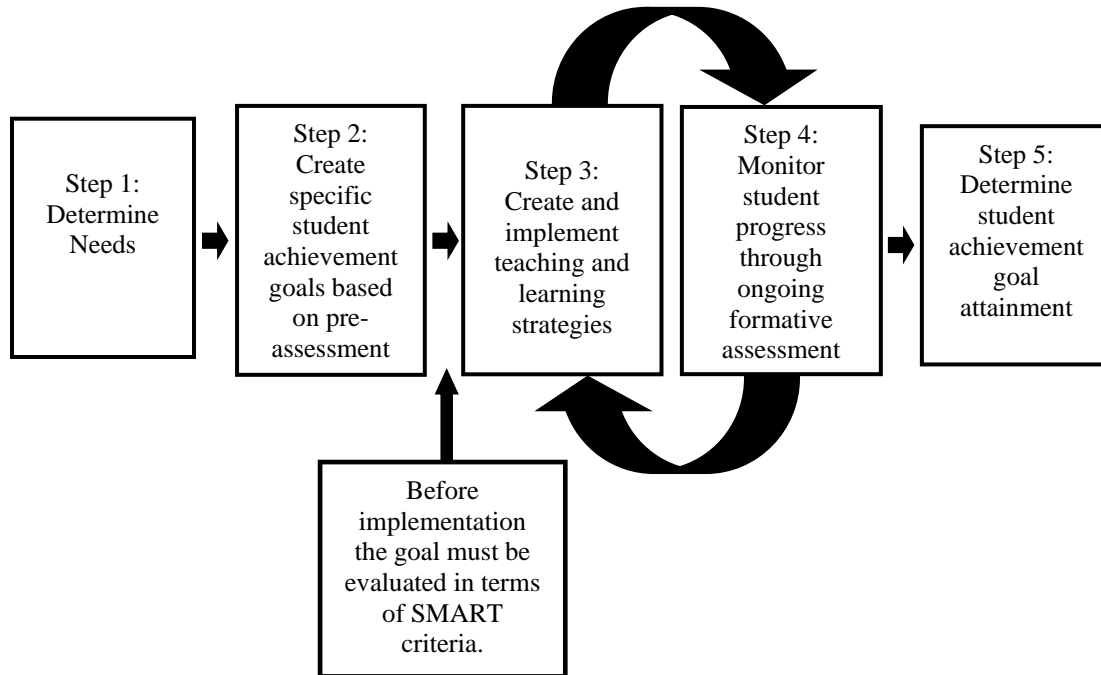 Step 1:
Determine
Needs
Step 2:
Create
specific
student
achievement
goals based
on pre-
assessment
Step 3:
Create and
implement
teaching and
learning
strategies
Step 4:
Monitor
student
progress
through
ongoing
formative
assessment
Step 5:
Determine
student
achievement
goal
attainment
Before
implementation
the goal must be
evaluated in terms
of SMART
criteria.